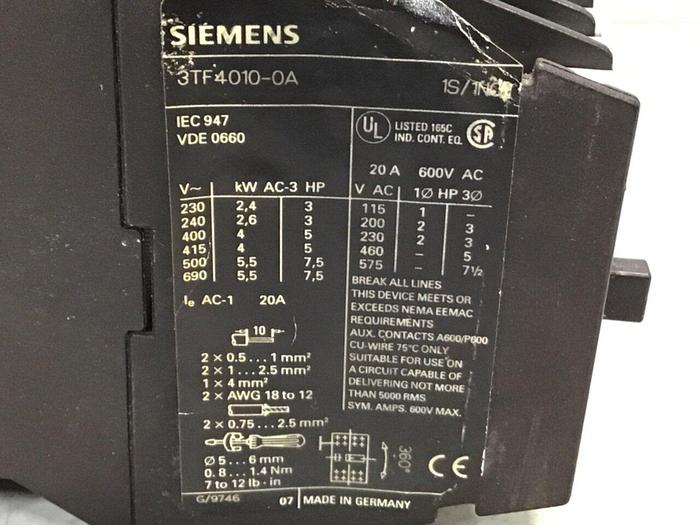 SIEMENS
3TF4010-0A 1S/1NO
IEC 947
VDE 0660
UL LISTED 165C
IND. CONT. EQ. SA
20 A 600V AC
V~ kW AC-3 HP
230 2,4 3
240 2,6 3
400 4 5
415 4 5
500 5,5 7,5
690 5,5 7,5
Ie AC-1 20A
V AC 1Ø HP 3Ø
115 1 –
200 2 3
230 2 3
460 – 5
575 – 7½
BREAK ALL LINES
THIS DEVICE MEETS OR
EXCEEDS NEMA EEMAC
REQUIREMENTS
AUX. CONTACTS A600/P600
CU-WIRE 75°C ONLY
SUITABLE FOR USE ON
A CIRCUIT CAPABLE OF
DELIVERING NOT MORE
THAN 5000 RMS
SYM. AMPS. 600V MAX.
10
2 × 0.5...1 mm²
2 × 1...2.5 mm²
1 × 4 mm²
2 × AWG 18 to 12
2 × 0.75...2.5 mm²
Ø 5...6 mm
0.8...1.4 Nm
7 to 12 lb·in
360°
CE
G/9746 07 MADE IN GERMANY